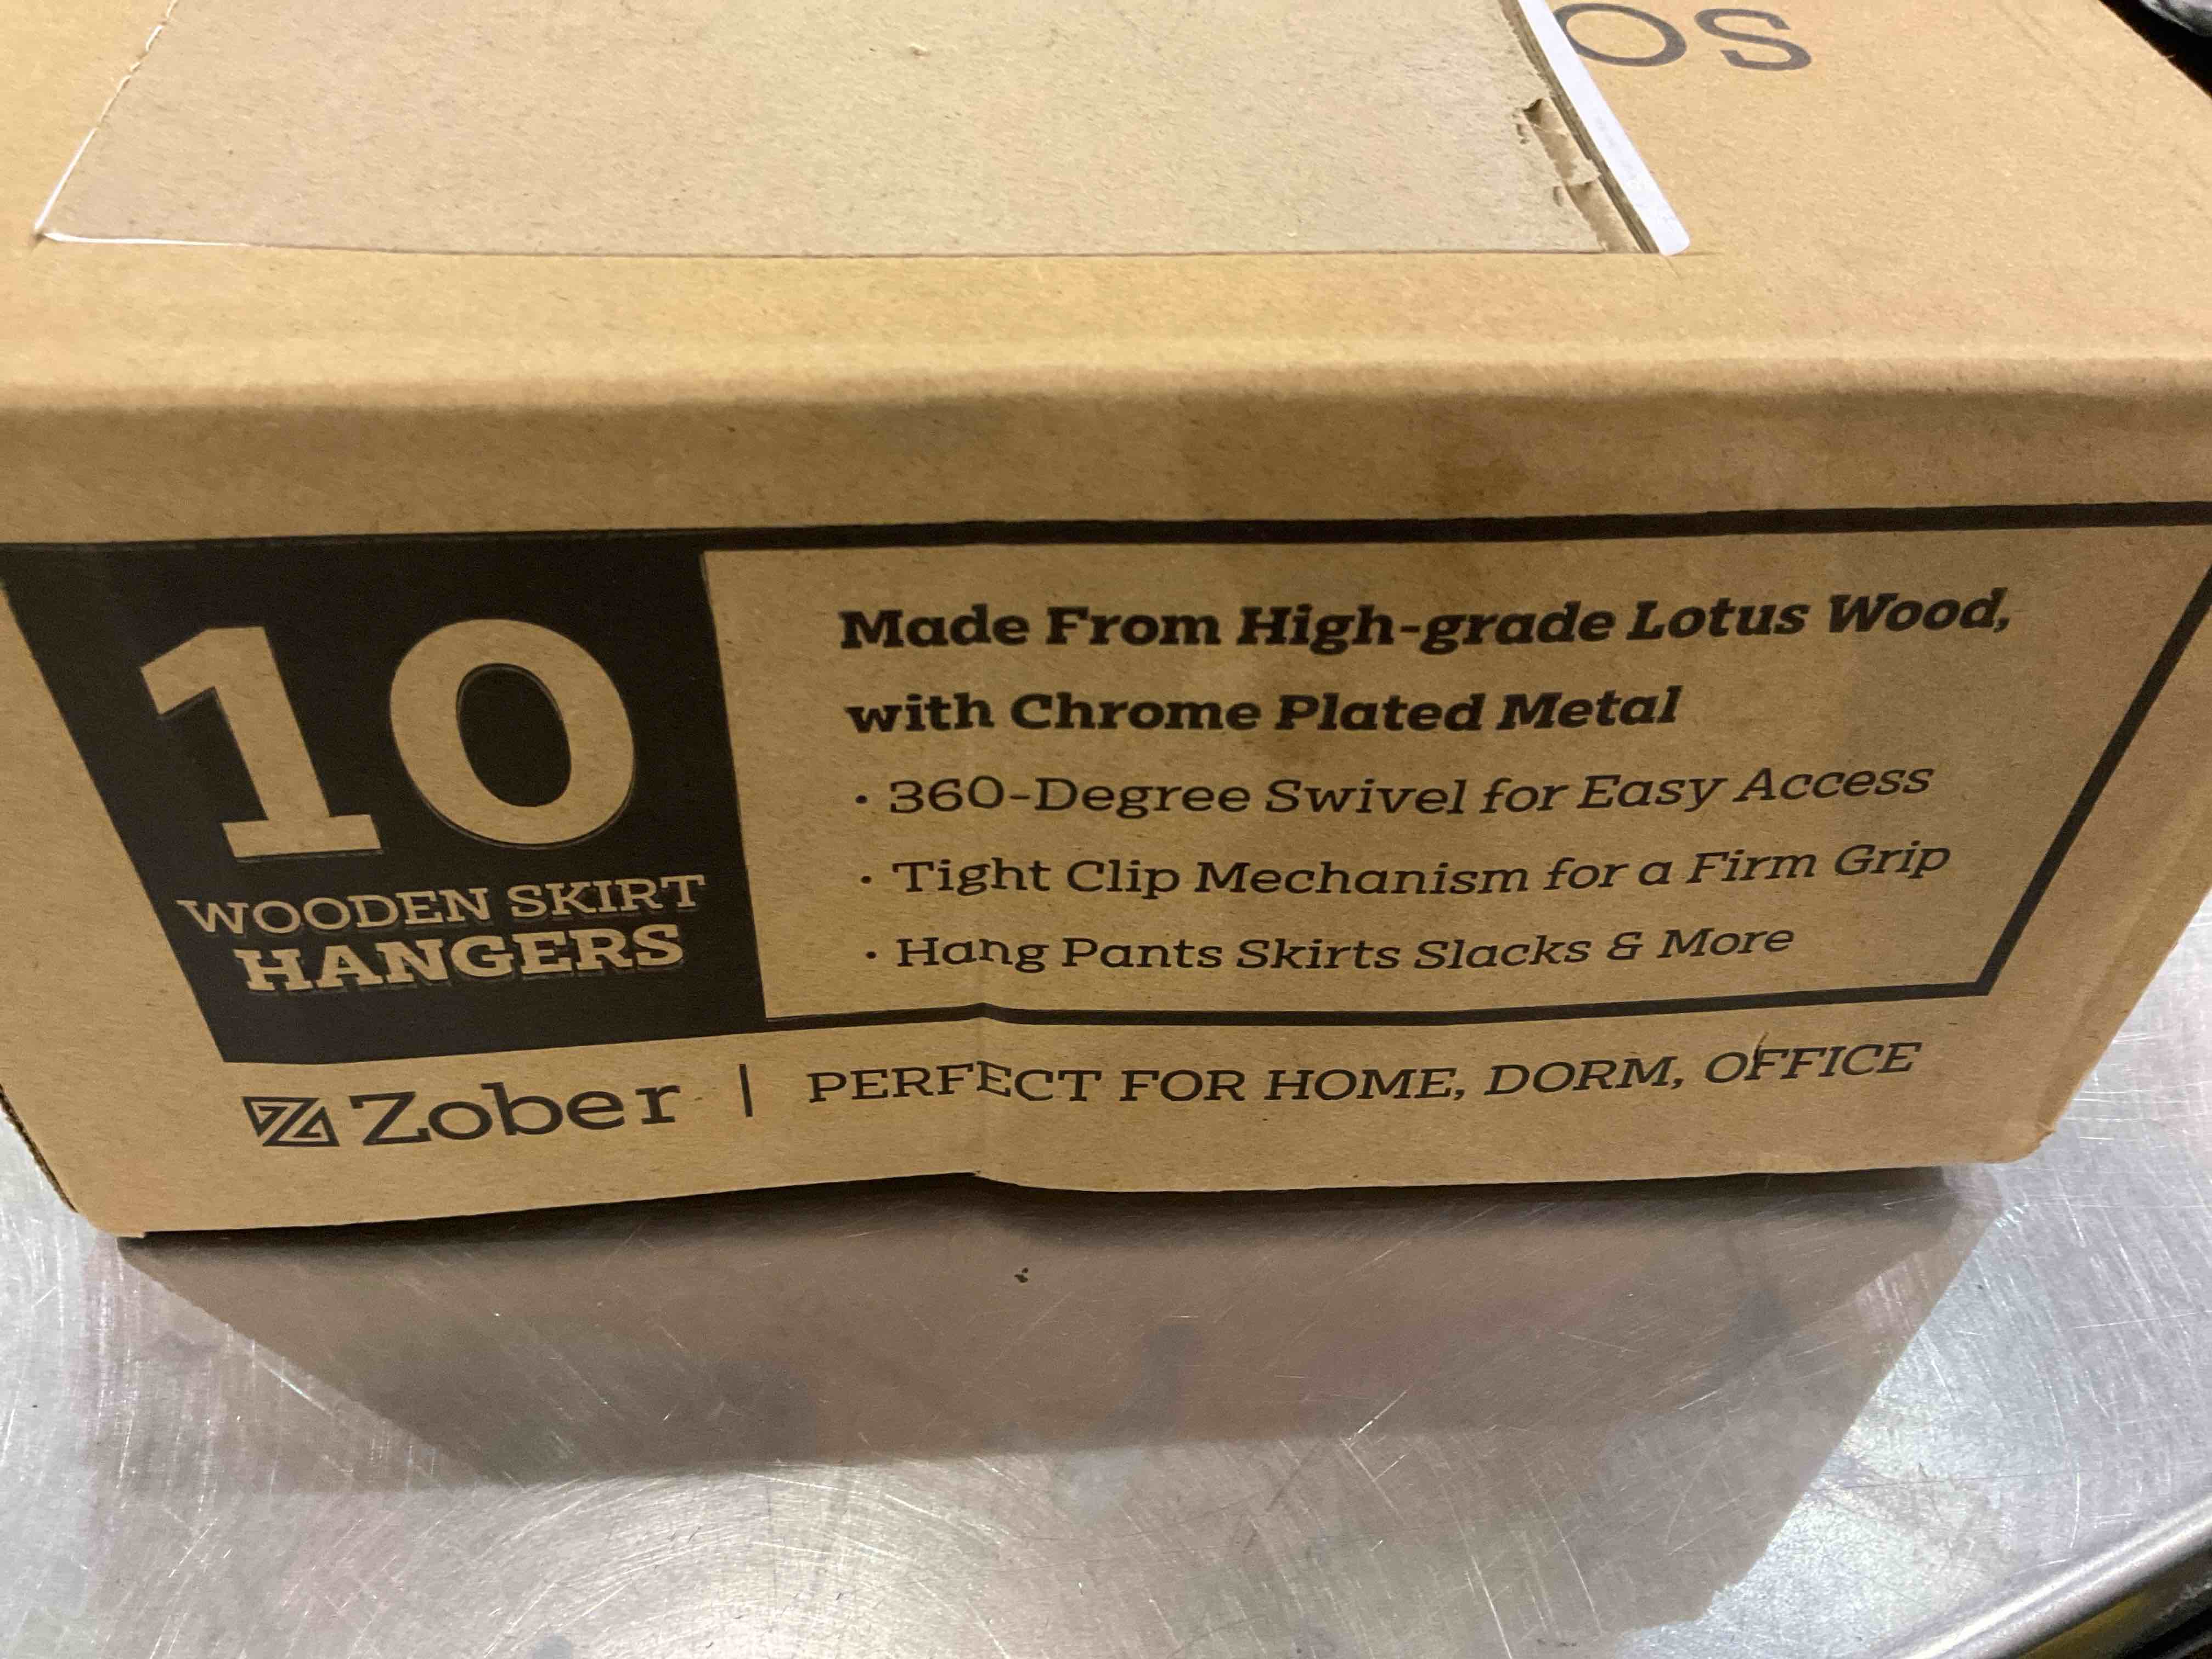 OS
10
WOODEN SKIRT
HANGERS
Made From High-grade Lotus Wood,
with Chrome Plated Metal
· 360-Degree Swivel for Easy Access
· Tight Clip Mechanism for a Firm Grip
· Hang Pants Skirts Slacks & More
Zober | PERFECT FOR HOME, DORM, OFFICE